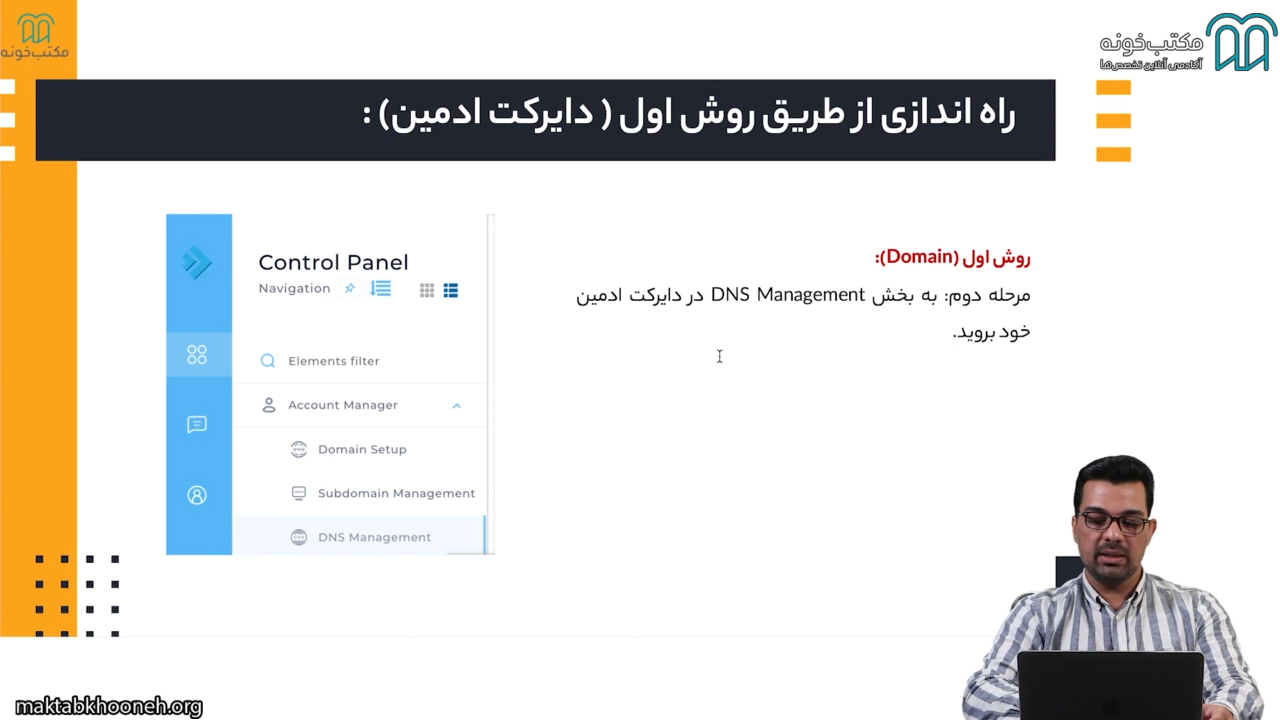 مکتب‌خونه
مکتب‌خونه
آکادمی آنلاین تخصص‌ها
راه اندازی از طریق روش اول ( دایرکت ادمین) :
روش اول (Domain):
مرحله دوم: به بخش DNS Management در دایرکت ادمین
خود بروید.
Control Panel
Navigation
Elements filter
Account Manager
Domain Setup
Subdomain Management
DNS Management
maktabkhooneh.org